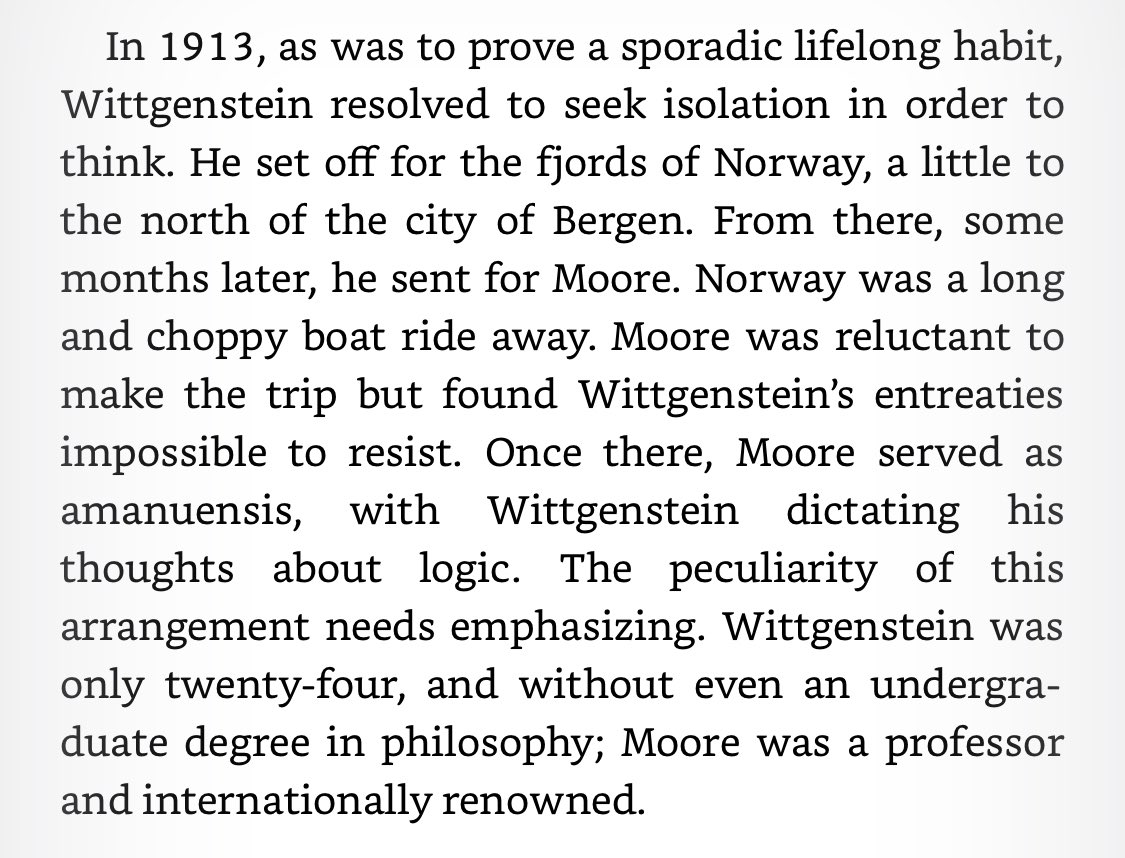 In 1913, as was to prove a sporadic lifelong habit,
Wittgenstein resolved to seek isolation in order to
think. He set off for the fjords of Norway, a little to
the north of the city of Bergen. From there, some
months later, he sent for Moore. Norway was a long
and choppy boat ride away. Moore was reluctant to
make the trip but found Wittgenstein’s entreaties
impossible to resist. Once there, Moore served as
amanuensis, with Wittgenstein dictating his
thoughts about logic. The peculiarity of this
arrangement needs emphasizing. Wittgenstein was
only twenty-four, and without even an undergra-
duate degree in philosophy; Moore was a professor
and internationally renowned.